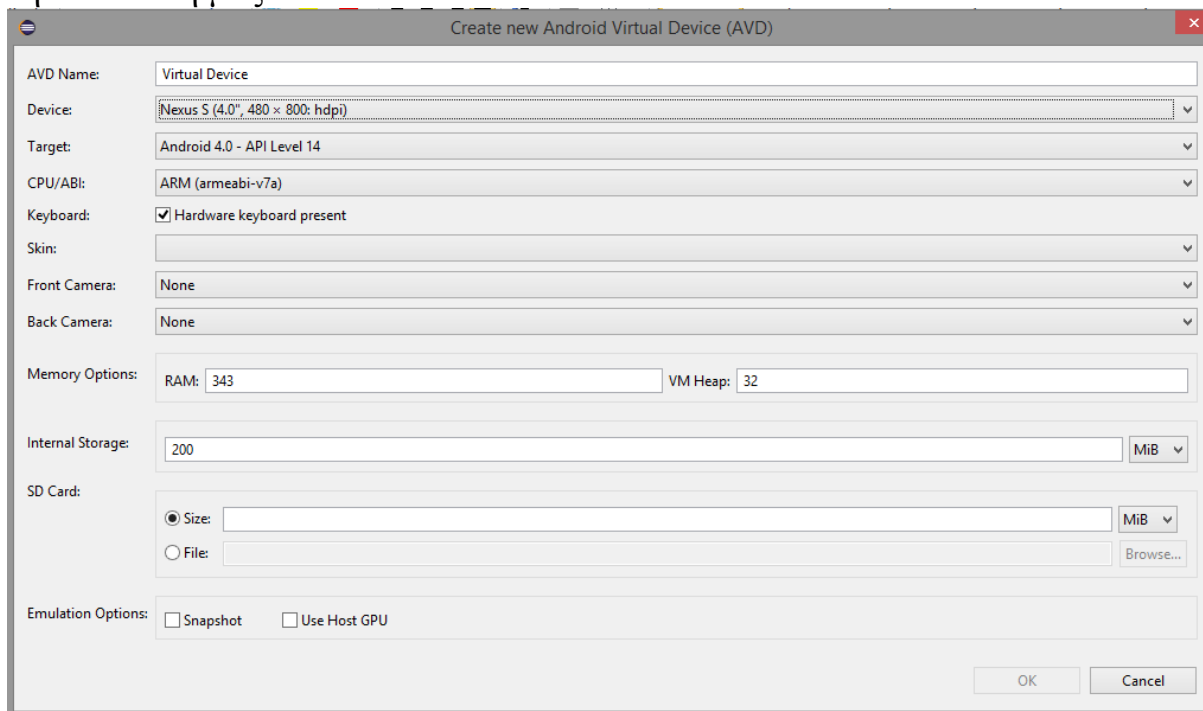 Create new Android Virtual Device (AVD)
AVD Name: Virtual Device
Device: Nexus S (4.0", 480 × 800: hdpi)
Target: Android 4.0 - API Level 14
CPU/ABI: ARM (armeabi-v7a)
Keyboard: Hardware keyboard present
Skin:
Front Camera: None
Back Camera: None
Memory Options: RAM: 343 VM Heap: 32
Internal Storage: 200 MiB
SD Card:
Size: MiB
File: Browse...
Emulation Options: Snapshot Use Host GPU
OK Cancel